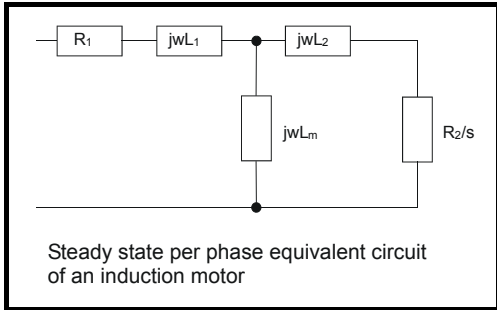 R₁ jwL₁ jwL₂
jwLₘ R₂/s
Steady state per phase equivalent circuit
of an induction motor